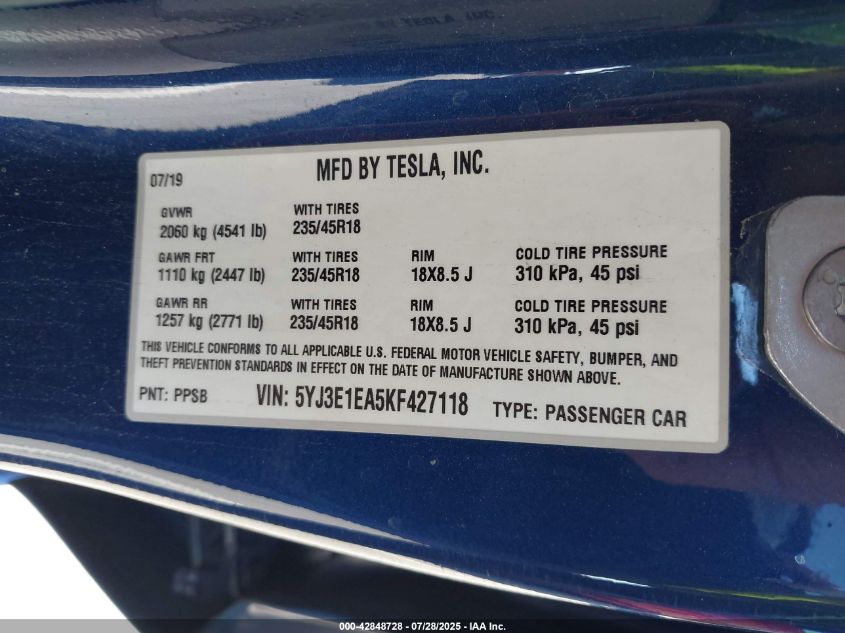 MFD BY TESLA, INC.
07/19
GVWR
2060 kg (4541 lb)
WITH TIRES
235/45R18
GAWR FRT
1110 kg (2447 lb)
WITH TIRES
235/45R18
RIM
18X8.5 J
COLD TIRE PRESSURE
310 kPa, 45 psi
GAWR RR
1257 kg (2771 lb)
WITH TIRES
235/45R18
RIM
18X8.5 J
COLD TIRE PRESSURE
310 kPa, 45 psi
THIS VEHICLE CONFORMS TO ALL APPLICABLE U.S. FEDERAL MOTOR VEHICLE SAFETY, BUMPER, AND
THEFT PREVENTION STANDARDS IN EFFECT ON THE DATE OF MANUFACTURE SHOWN ABOVE.
PNT: PPSB
VIN: 5YJ3E1EA5KF427118
TYPE: PASSENGER CAR
000-42848728 - 07/28/2025 - IAA Inc.